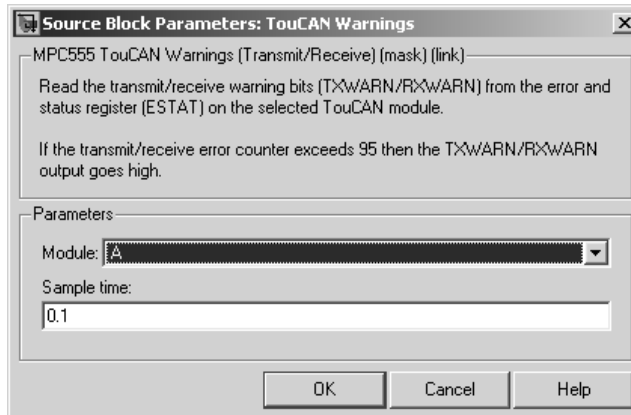 Source Block Parameters: TouCAN Warnings
MPC555 TouCAN Warnings (Transmit/Receive) (mask) (link)
Read the transmit/receive warning bits (TXWARN/RXWARN) from the error and
status register (ESTAT) on the selected TouCAN module.
If the transmit/receive error counter exceeds 95 then the TXWARN/RXWARN
output goes high.
Parameters
Module: A
Sample time:
0.1
OK Cancel Help